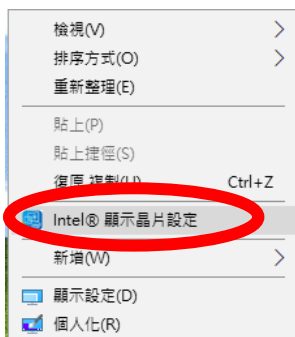 檢視(V)
排序方式(O)
重新整理(E)
貼上(P)
貼上捷徑(S)
復原 複製(U) Ctrl+Z
Intel® 顯示晶片設定
新增(W)
顯示設定(D)
個人化(R)